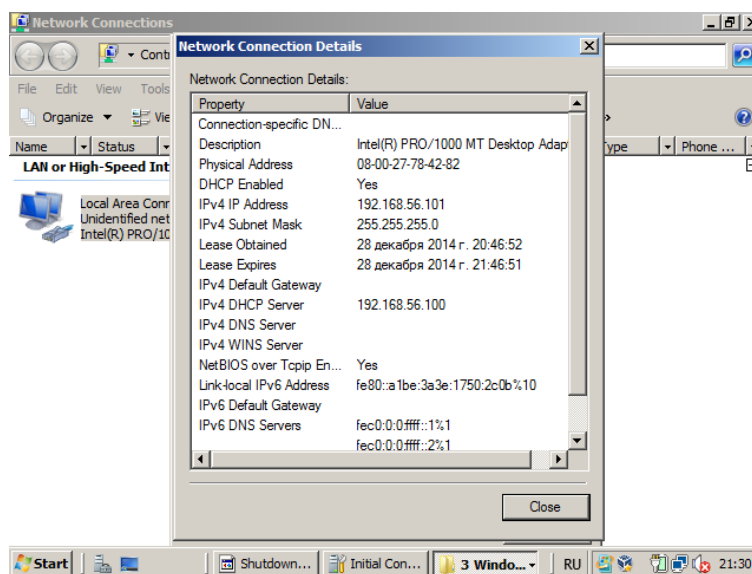 Network Connections
Cont
File Edit View Tools
Organize Vie
Name Status Type Phone ...
LAN or High-Speed Int
Local Area Conn
Unidentified net
Intel(R) PRO/10
Network Connection Details
Network Connection Details:
Property Value
Connection-specific DN...
Description Intel(R) PRO/1000 MT Desktop Adap
Physical Address 08-00-27-78-42-82
DHCP Enabled Yes
IPv4 IP Address 192.168.56.101
IPv4 Subnet Mask 255.255.255.0
Lease Obtained 28 декабря 2014 г. 20:46:52
Lease Expires 28 декабря 2014 г. 21:46:51
IPv4 Default Gateway
IPv4 DHCP Server 192.168.56.100
IPv4 DNS Server
IPv4 WINS Server
NetBIOS over Tcpip En... Yes
Link-local IPv6 Address fe80::a1be:3a3e:1750:2c0b%10
IPv6 Default Gateway
IPv6 DNS Servers fec0:0:0:ffff::1%1
fec0:0:0:ffff::2%1
Close
Start Shutdown... Initial Con... 3 Windo... RU 21:30